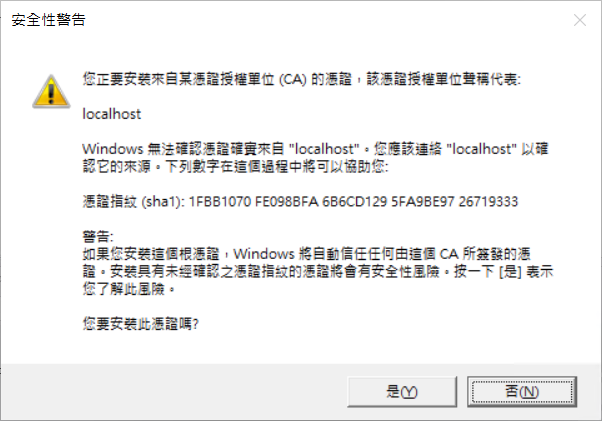 安全性警告
您正要安裝來自某憑證授權單位 (CA) 的憑證，該憑證授權單位聲稱代表:
localhost
Windows 無法確認憑證確實來自 "localhost"。您應該連絡 "localhost" 以確
認它的來源。下列數字在這個過程中將可以協助您:
憑證指紋 (sha1): 1FBB1070 FE098BFA 6B6CD129 5FA9BE97 26719333
警告:
如果您安裝這個根憑證，Windows 將自動信任任何由這個 CA 所簽發的憑
證。安裝具有未經確認之憑證指紋的憑證將會有安全性風險。按一下 [是] 表示
您了解此風險。
您要安裝此憑證嗎?
是(Y)
否(N)